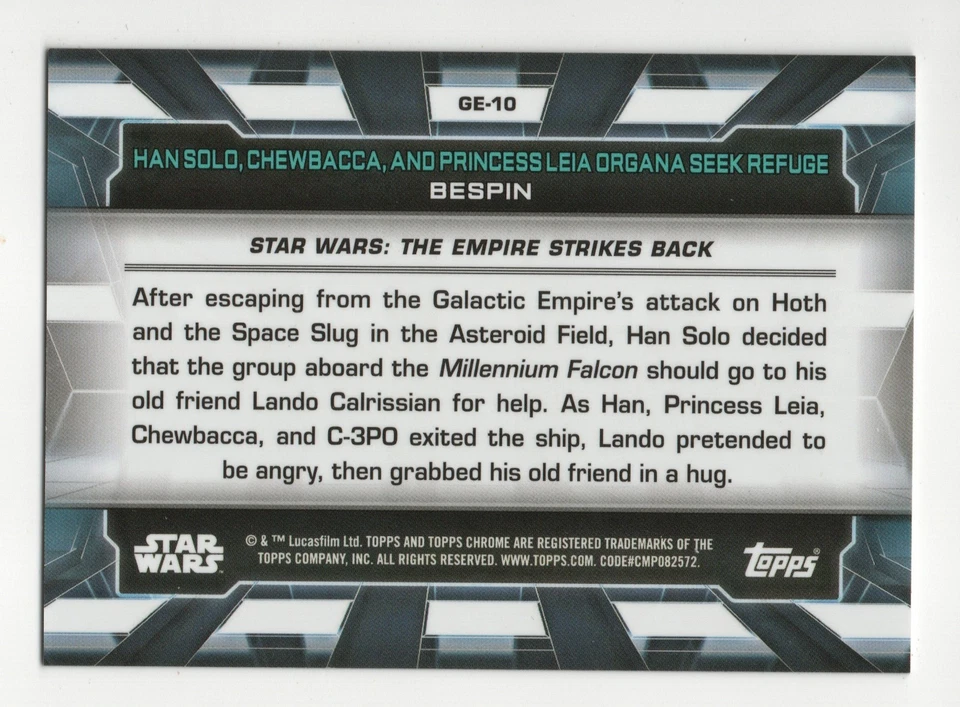 GE-10
HAN SOLO, CHEWBACCA, AND PRINCESS LEIA ORGANA SEEK REFUGE
BESPIN
STAR WARS: THE EMPIRE STRIKES BACK
After escaping from the Galactic Empire's attack on Hoth
and the Space Slug in the Asteroid Field, Han Solo decided
that the group aboard the Millennium Falcon should go to his
old friend Lando Calrissian for help. As Han, Princess Leia,
Chewbacca, and C-3PO exited the ship, Lando pretended to
be angry, then grabbed his old friend in a hug.
STAR
WARS
© & ™ Lucasfilm Ltd. TOPPS AND TOPPS CHROME ARE REGISTERED TRADEMARKS OF THE
TOPPS COMPANY, INC. ALL RIGHTS RESERVED. WWW.TOPPS.COM. CODE#CMP082572.
topps®